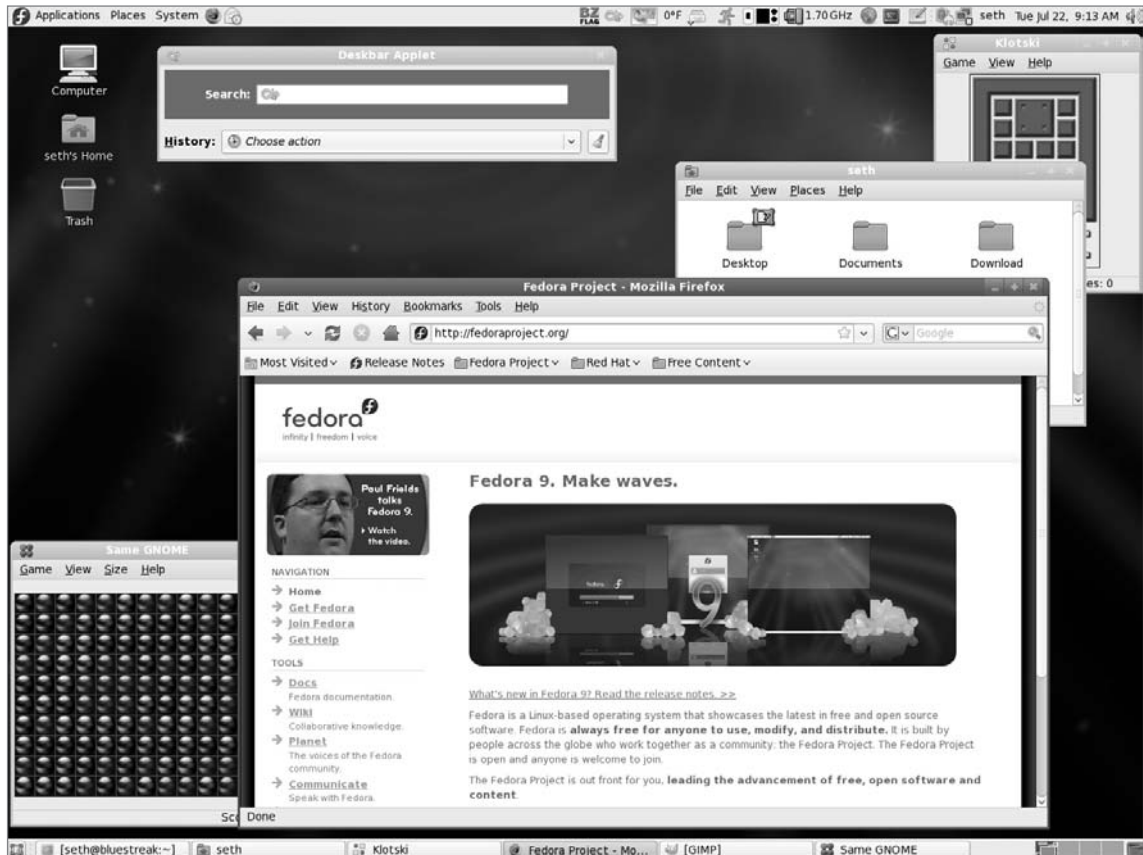 Applications Places System
BZ FLAG
0°F
1.70 GHz
seth Tue Jul 22, 9:13 AM
Computer
seth's Home
Trash
Deskbar Applet
Search:
History: Choose action
Klotski
Game View Help
es: 0
seth
File Edit View Places Help
Desktop Documents Download
Fedora Project - Mozilla Firefox
File Edit View History Bookmarks Tools Help
http://fedoraproject.org/
Google
Most Visited Release Notes Fedora Project Red Hat Free Content
fedora
infinity | freedom | voice
Paul Frields
talks
Fedora 9.
Watch
the video.
NAVIGATION
Home
Get Fedora
Join Fedora
Get Help
TOOLS
Docs
Fedora documentation.
Wiki
Collaborative knowledge.
Planet
The voices of the Fedora
community.
Communicate
Speak with Fedora.
Fedora 9. Make waves.
fedora
9
What's new in Fedora 9? Read the release notes. >>
Fedora is a Linux-based operating system that showcases the latest in free and open source
software. Fedora is always free for anyone to use, modify, and distribute. It is built by
people across the globe who work together as a community: the Fedora Project. The Fedora Project
is open and anyone is welcome to join.
The Fedora Project is out front for you, leading the advancement of free, open software and
content.
Done
Same GNOME
Game View Size Help
Sco
[seth@bluestreak:~] seth Klotski Fedora Project - Mo... [GIMP] Same GNOME